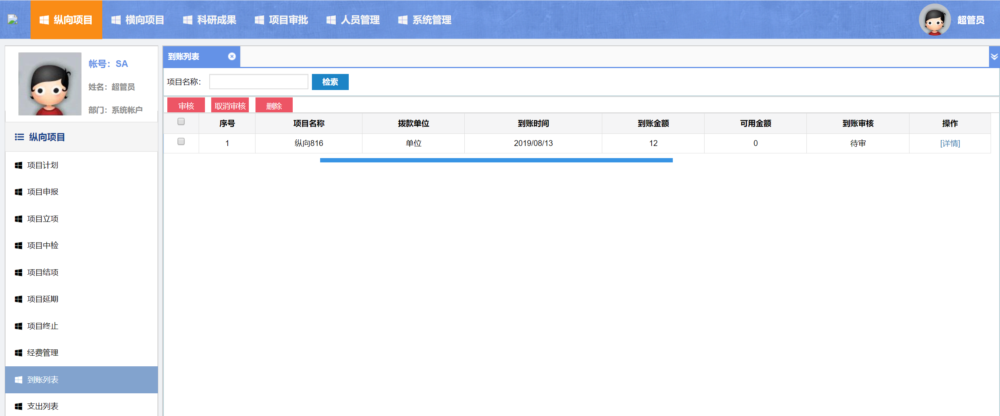 纵向项目 横向项目 科研成果 项目审批 人员管理 系统管理 超管员
帐号：SA
姓名：超管员
部门：系统帐户
纵向项目
项目计划
项目申报
项目立项
项目中检
项目结项
项目延期
项目终止
经费管理
到账列表
支出列表
到账列表
项目名称： 检索
审核 取消审核 删除
序号 项目名称 拨款单位 到账时间 到账金额 可用金额 到账审核 操作
1 纵向816 单位 2019/08/13 12 0 待审 [详情]